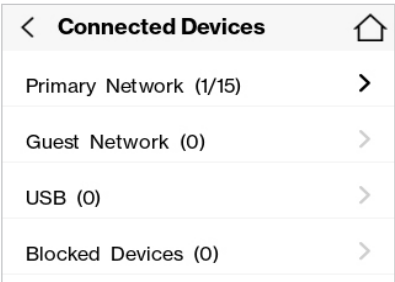 Connected Devices
Primary Network (1/15)
Guest Network (0)
USB (0)
Blocked Devices (0)